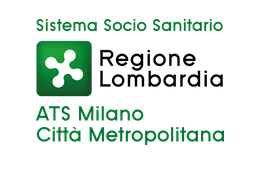 Sistema Socio Sanitario
Regione
Lombardia
ATS Milano
Città Metropolitana